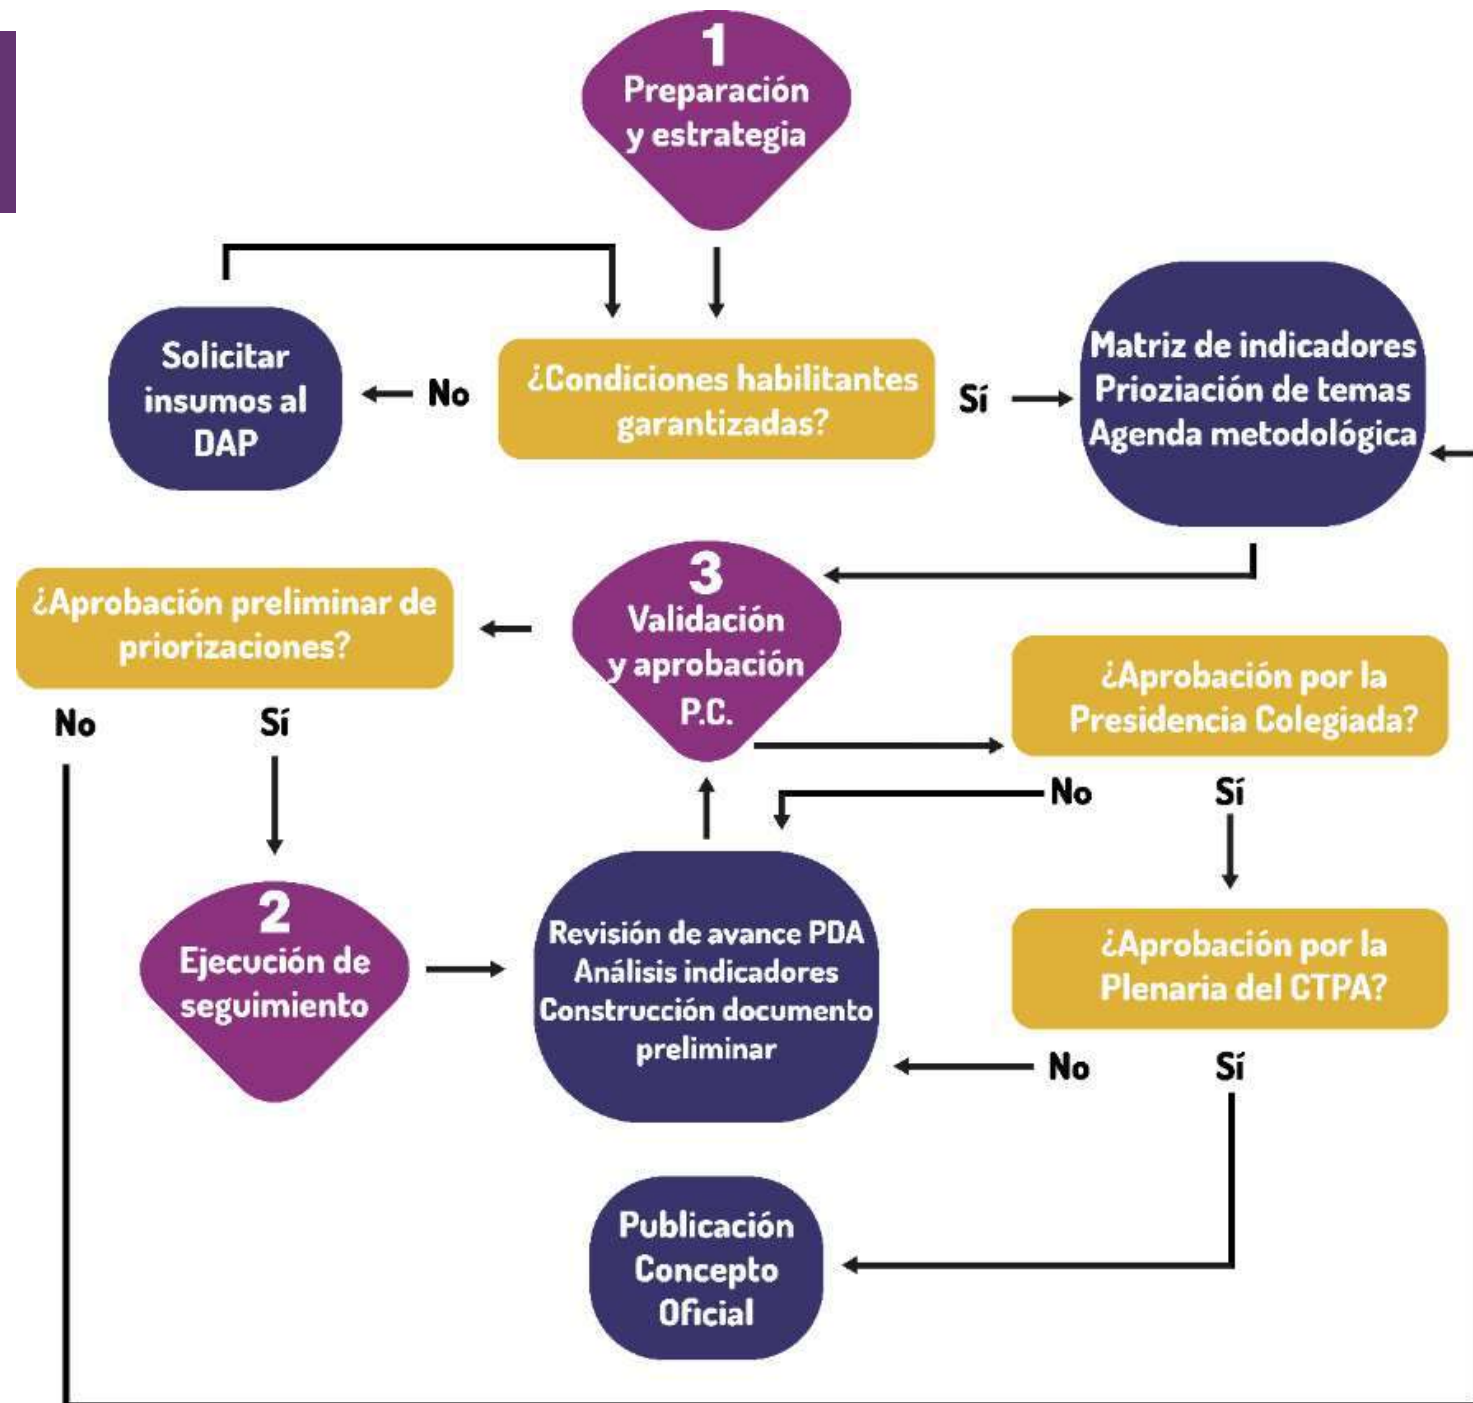 1
Preparación
y estrategia
Solicitar
insumos al
DAP
No
¿Condiciones habilitantes
garantizadas?
Sí
Matriz de indicadores
Prioziación de temas
Agenda metodológica
¿Aprobación preliminar de
priorizaciones?
No
Sí
3
Validación
y aprobación
P.C.
¿Aprobación por la
Presidencia Colegiada?
No
Sí
2
Ejecución de
seguimiento
Revisión de avance PDA
Análisis indicadores
Construcción documento
preliminar
¿Aprobación por la
Plenaria del CTPA?
No
Sí
Publicación
Concepto
Oficial